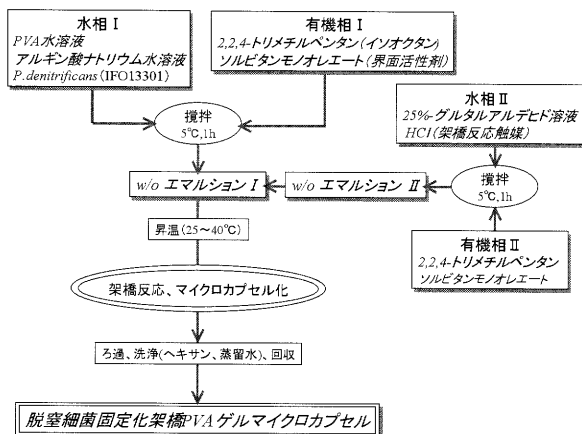 水相Ⅰ
PVA水溶液
アルギン酸ナトリウム水溶液
P.denitrificans(IFO13301)
有機相Ⅰ
2,2,4-トリメチルペンタン(イソオクタン)
ソルビタンモノオレエート(界面活性剤)
撹拌
5℃,1h
水相Ⅱ
25%-グルタルアルデヒド溶液
HCl(架橋反応触媒)
撹拌
5℃,1h
w/o エマルションⅠ
w/o エマルションⅡ
昇温(25～40℃)
有機相Ⅱ
2,2,4-トリメチルペンタン
ソルビタンモノオレエート
架橋反応、マイクロカプセル化
ろ過、洗浄(ヘキサン、蒸留水)、回収
脱窒細菌固定化架橋PVAゲルマイクロカプセル